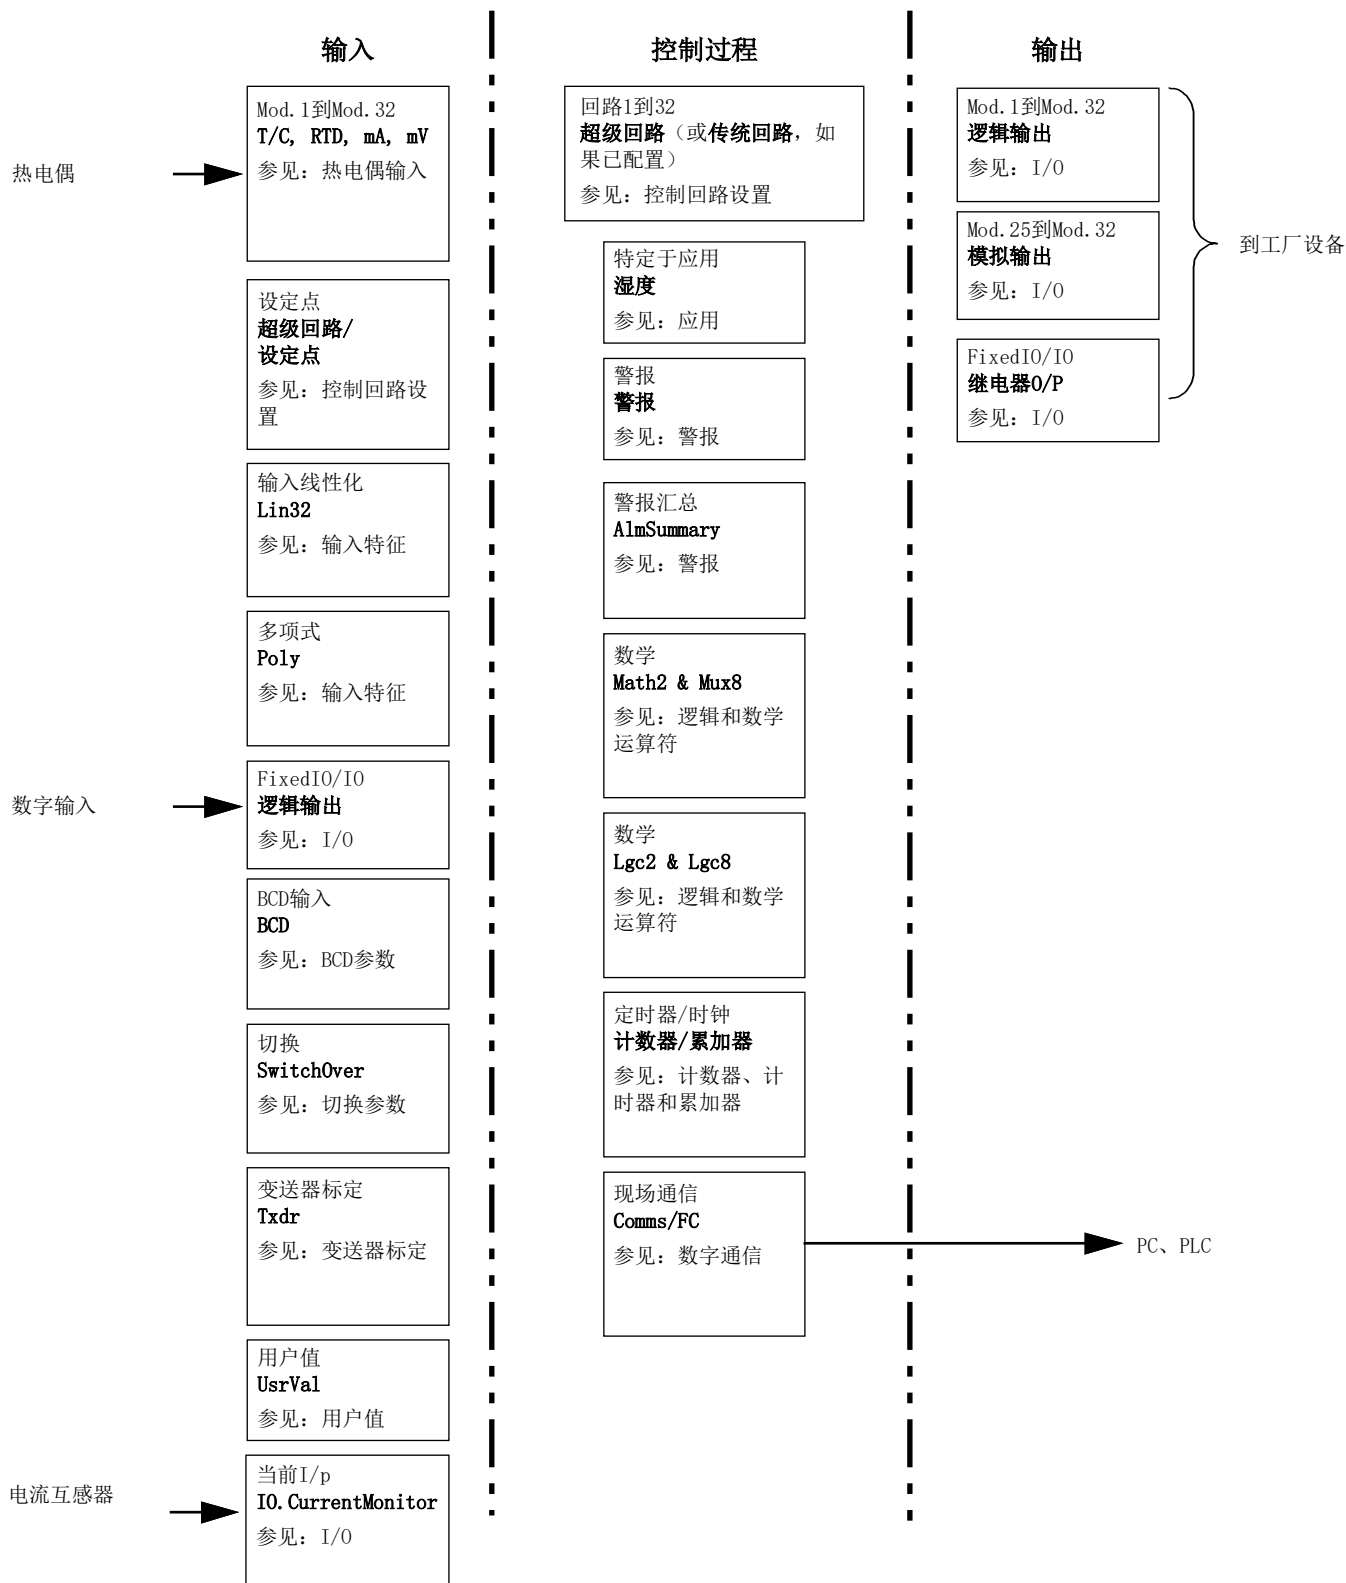 输入
控制过程
输出
热电偶
Mod.1到Mod.32
T/C, RTD, mA, mV
参见：热电偶输入
设定点
超级回路/
设定点
参见：控制回路设
置
输入线性化
Lin32
参见：输入特征
多项式
Poly
参见：输入特征
数字输入
FixedIO/IO
逻辑输出
参见：I/O
BCD输入
BCD
参见：BCD参数
切换
SwitchOver
参见：切换参数
变送器标定
Txdr
参见：变送器标定
用户值
UsrVal
参见：用户值
电流互感器
当前I/p
IO.CurrentMonitor
参见：I/O
回路1到32
超级回路（或传统回路，如
果已配置）
参见：控制回路设置
特定于应用
湿度
参见：应用
警报
警报
参见：警报
警报汇总
AlmSummary
参见：警报
数学
Math2 & Mux8
参见：逻辑和数学
运算符
数学
Lgc2 & Lgc8
参见：逻辑和数学
运算符
定时器/时钟
计数器/累加器
参见：计数器、计
时器和累加器
现场通信
Comms/FC
参见：数字通信
PC、PLC
Mod.1到Mod.32
逻辑输出
参见：I/O
Mod.25到Mod.32
模拟输出
参见：I/O
FixedIO/IO
继电器O/P
参见：I/O
到工厂设备